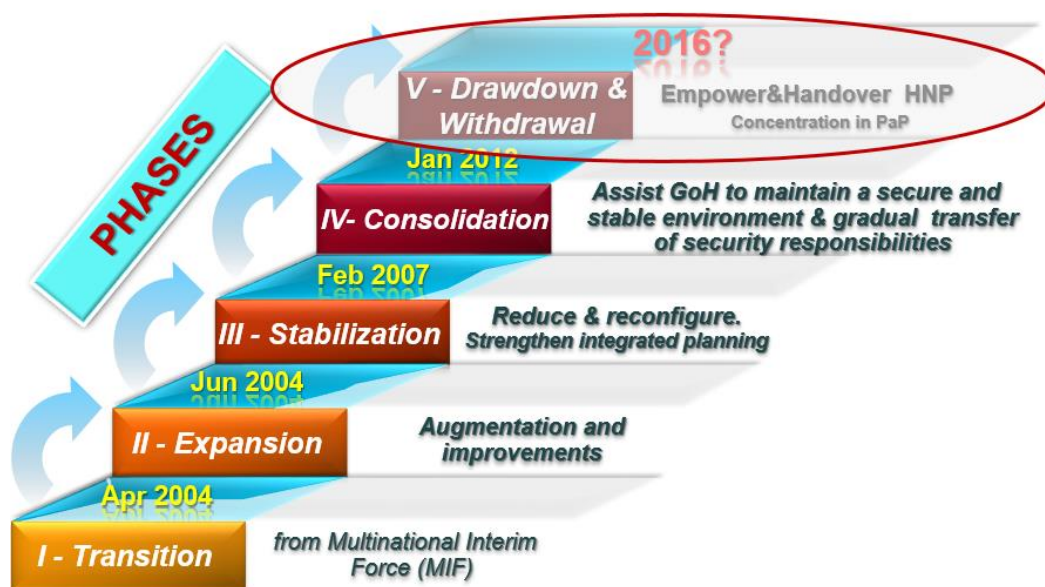 PHASES
2016?
V - Drawdown &
Withdrawal
Empower&Handover HNP
Concentration in PaP
Jan 2012
IV- Consolidation
Assist GoH to maintain a secure and
stable environment & gradual transfer
of security responsibilities
Feb 2007
III - Stabilization
Reduce & reconfigure.
Strengthen integrated planning
Jun 2004
II - Expansion
Augmentation and
improvements
Apr 2004
I - Transition
from Multinational Interim
Force (MIF)